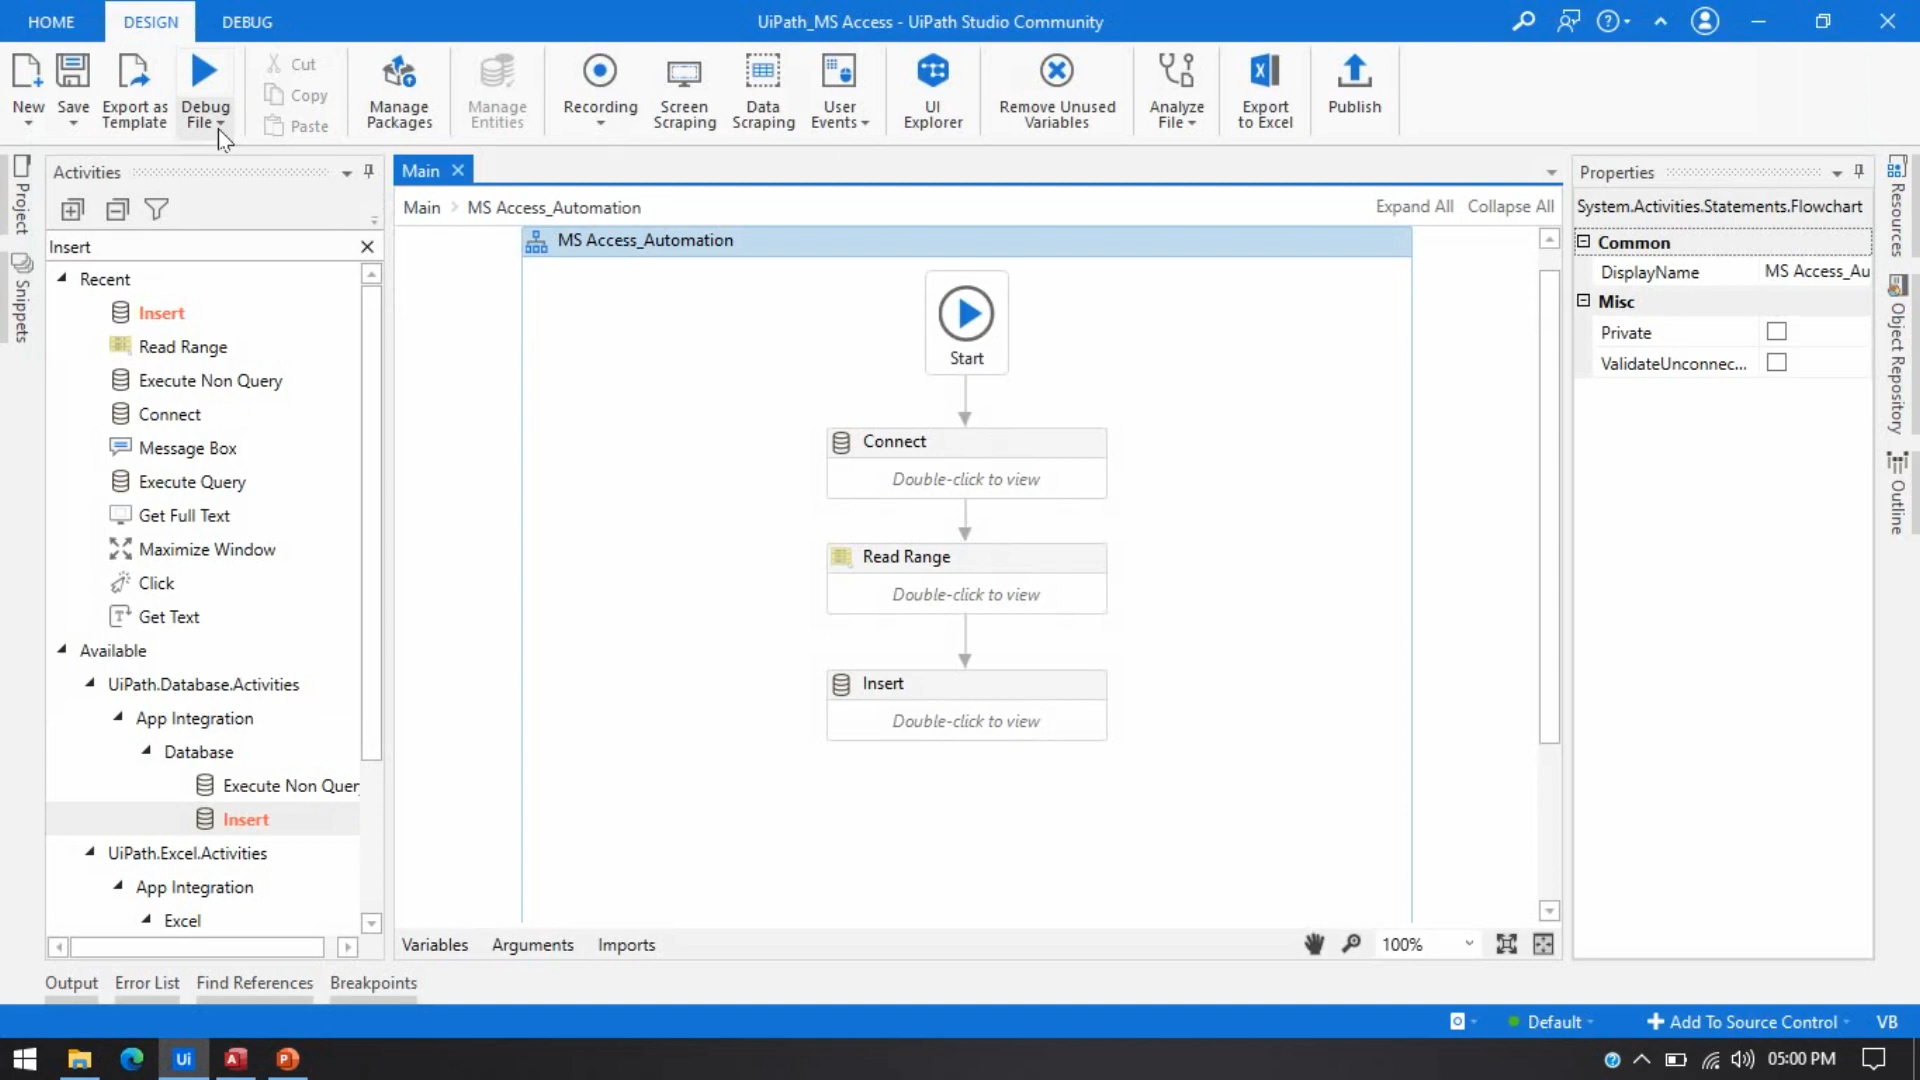 HOME
DESIGN
DEBUG
UiPath_MS Access - UiPath Studio Community
New
Save
Export as
Template
Debug
File
Cut
Copy
Paste
Manage
Packages
Manage
Entities
Recording
Screen
Scraping
Data
Scraping
User
Events
UI
Explorer
Remove Unused
Variables
Analyze
File
Export
to Excel
Publish
Project
Snippets
Activities
Insert
Recent
Insert
Read Range
Execute Non Query
Connect
Message Box
Execute Query
Get Full Text
Maximize Window
Click
Get Text
Available
UiPath.Database.Activities
App Integration
Database
Execute Non Quer
Insert
UiPath.Excel.Activities
App Integration
Excel
Main
Main > MS Access_Automation
Expand All
Collapse All
MS Access_Automation
Start
Connect
Double-click to view
Read Range
Double-click to view
Insert
Double-click to view
Variables
Arguments
Imports
100%
Properties
System.Activities.Statements.Flowchart
Common
DisplayName
MS Access_Au
Misc
Private
ValidateUnconnec...
Resources
Object Repository
Outline
Output
Error List
Find References
Breakpoints
Default
Add To Source Control
VB
Ui
05:00 PM